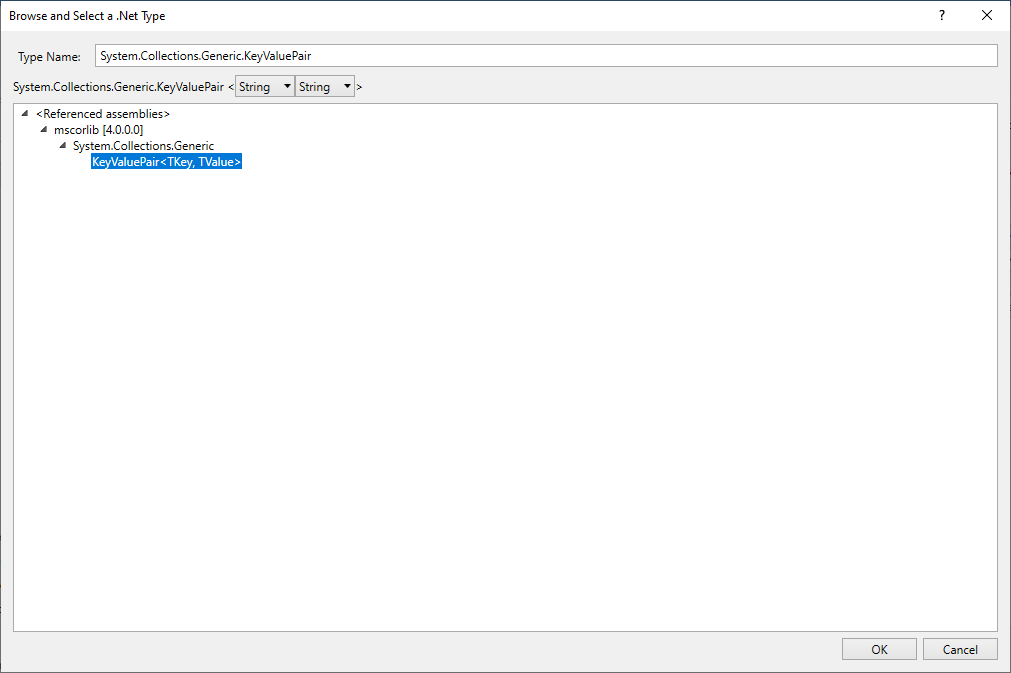 Browse and Select a .Net Type
?
Type Name: System.Collections.Generic.KeyValuePair
System.Collections.Generic.KeyValuePair < String String >
<Referenced assemblies>
mscorlib [4.0.0.0]
System.Collections.Generic
KeyValuePair<TKey, TValue>
OK Cancel